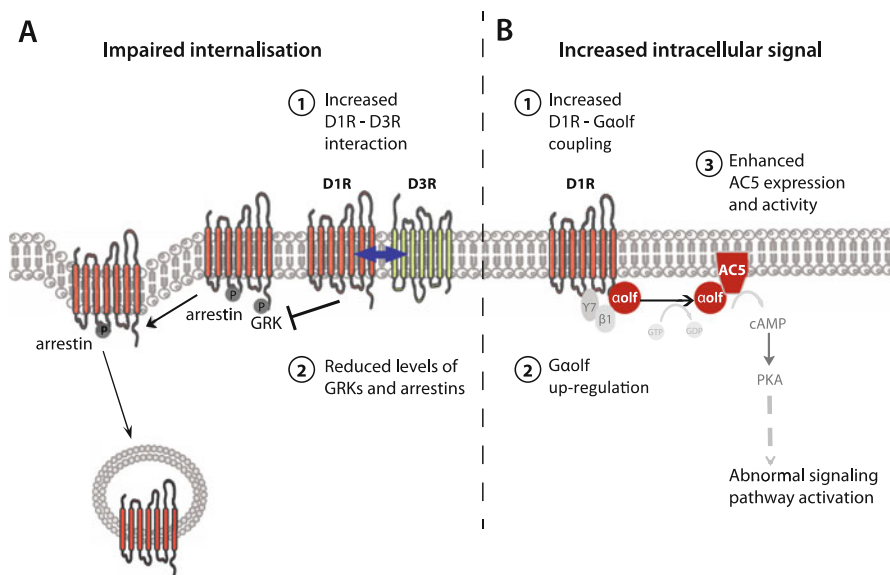 A
Impaired internalisation
1 Increased
D1R - D3R
interaction
D1R
D3R
P
arrestin
P
GRK
P
arrestin
2 Reduced levels of
GRKs and arrestins
B
Increased intracellular signal
1 Increased
D1R - Gαolf
coupling
3 Enhanced
AC5 expression
and activity
D1R
AC5
αolf
αolf
γ7
β1
GTP
GDP
cAMP
2 Gαolf
up-regulation
PKA
Abnormal signaling
pathway activation